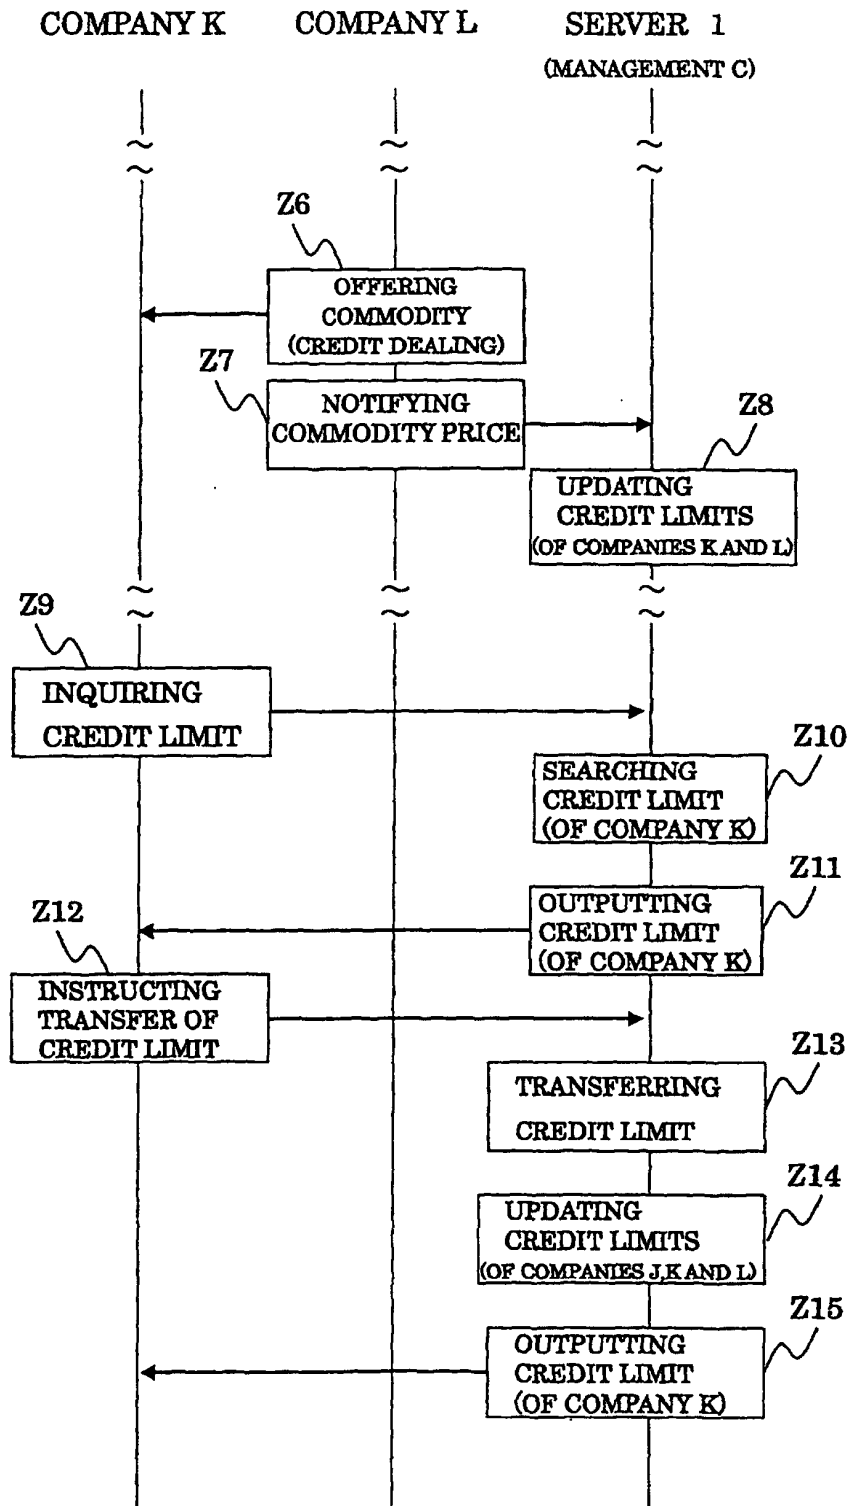 COMPANY K COMPANY L SERVER 1
(MANAGEMENT C)
Z6
OFFERING
COMMODITY
(CREDIT DEALING)
Z7
NOTIFYING
COMMODITY PRICE
Z8
UPDATING
CREDIT LIMITS
(OF COMPANIES K AND L)
Z9
INQUIRING
CREDIT LIMIT
Z10
SEARCHING
CREDIT LIMIT
(OF COMPANY K)
Z11
OUTPUTTING
CREDIT LIMIT
(OF COMPANY K)
Z12
INSTRUCTING
TRANSFER OF
CREDIT LIMIT
Z13
TRANSFERRING
CREDIT LIMIT
Z14
UPDATING
CREDIT LIMITS
(OF COMPANIES J,K AND L)
Z15
OUTPUTTING
CREDIT LIMIT
(OF COMPANY K)